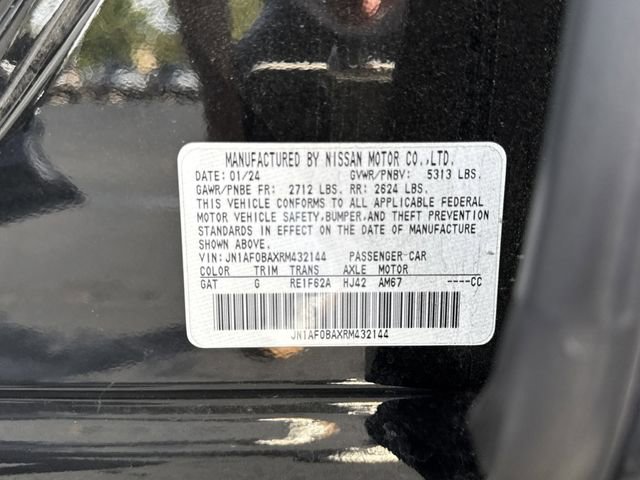 MANUFACTURED BY NISSAN MOTOR CO.,LTD.
DATE: 01/24 GVWR/PNBV: 5313 LBS.
GAWR/PNBE FR: 2712 LBS. RR: 2624 LBS.
THIS VEHICLE CONFORMS TO ALL APPLICABLE FEDERAL
MOTOR VEHICLE SAFETY,BUMPER,AND THEFT PREVENTION
STANDARDS IN EFFECT ON THE DATE OF MANUFACTURE
SHOWN ABOVE.
VIN:JN1AF0BAXRM432144 PASSENGER CAR
COLOR TRIM TRANS AXLE MOTOR
GAT G RE1F62A HJ42 AM67 ----CC
JN1AF0BAXRM432144